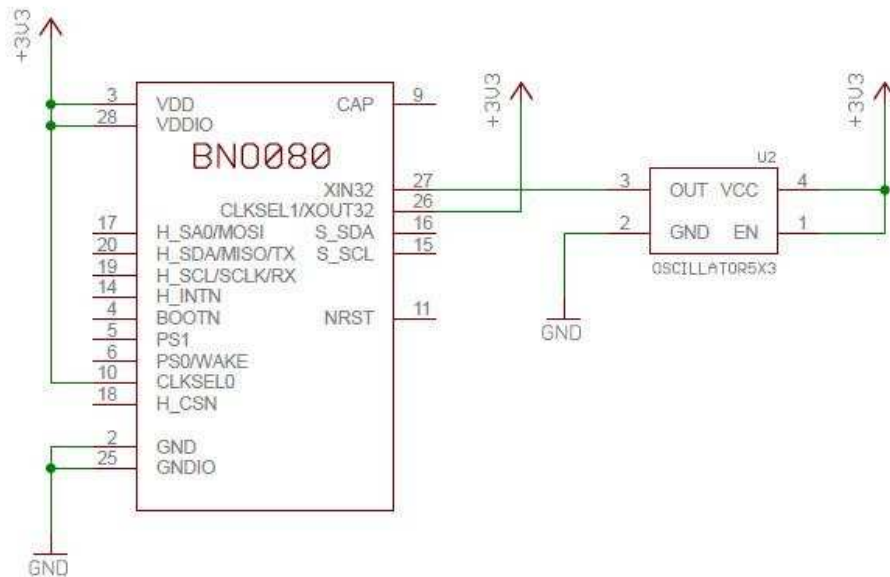 +3V3
3 VDD CAP 9
28 VDDIO
BNO080
XIN32 27
CLKSEL1/XOUT32 26
17 H_SA0/MOSI S_SDA 16
20 H_SDA/MISO/TX S_SCL 15
19 H_SCL/SCLK/RX
14 H_INTN
4 BOOTN NRST 11
5 PS1
6 PS0/WAKE
10 CLKSEL0
18 H_CSN
2 GND
25 GNDIO
GND
+3V3
+3V3
U2
3 OUT VCC 4
2 GND EN 1
OSCILLATOR5X3
GND